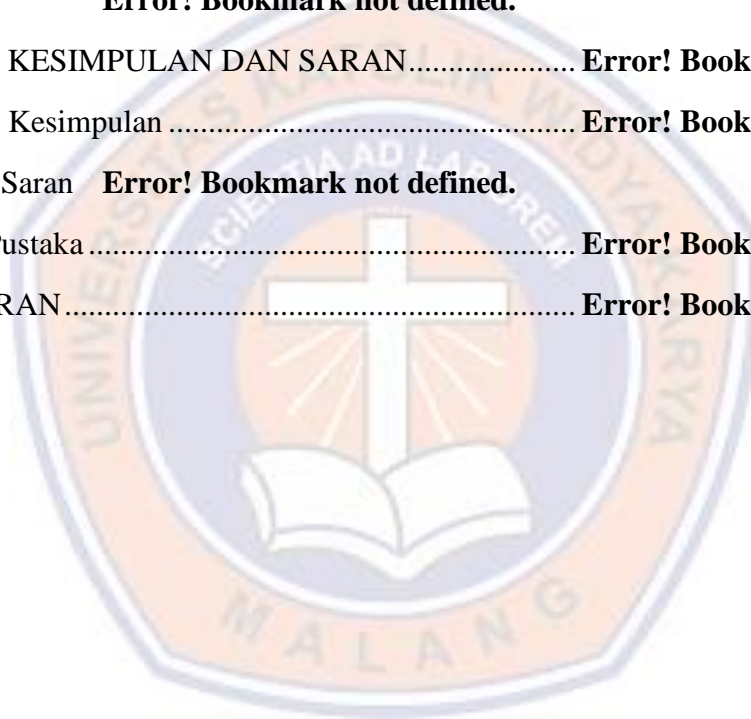 Error! Bookmark not defined.
KESIMPULAN DAN SARAN..................... Error! Book
Kesimpulan ................................................. Error! Book
Saran Error! Bookmark not defined.
ustaka........................................................... Error! Book
RAN.............................................................. Error! Book
UNIVERSITAS KATOLIK WIDYA KARYA
SCIENTIA AD LAPOREM
MALANG